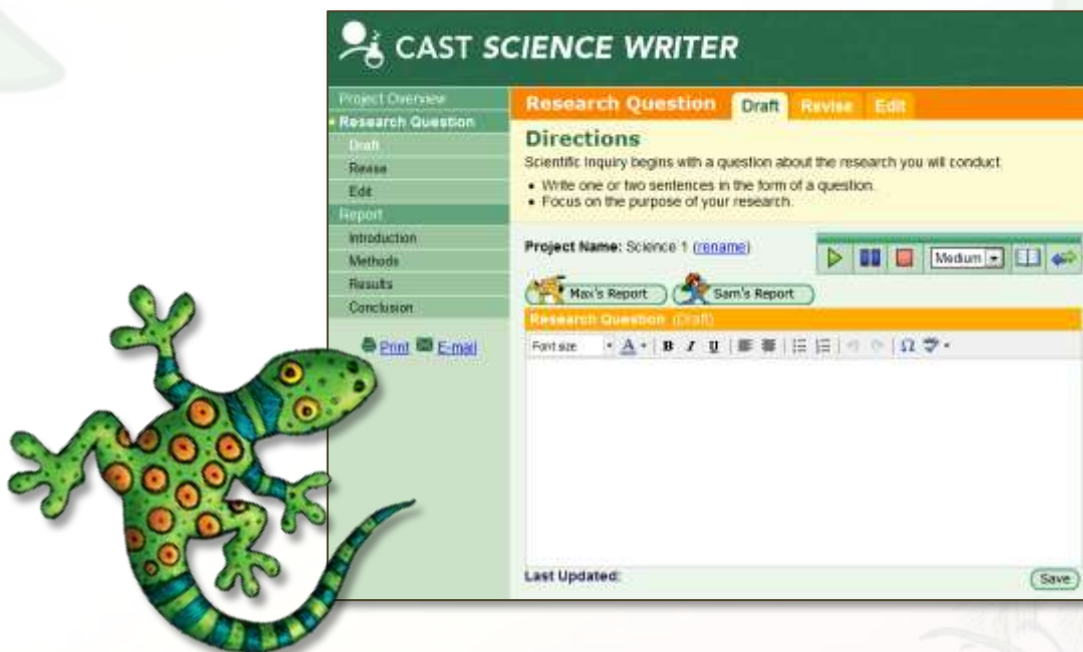 CAST SCIENCE WRITER
Project Overview
Research Question
Draft
Revise
Edit
Report
Introduction
Methods
Results
Conclusion
Print E-mail
Research Question Draft Revise Edit
Directions
Scientific Inquiry begins with a question about the research you will conduct
• Write one or two sentences in the form of a question.
• Focus on the purpose of your research.
Project Name: Science 1 (rename)
Medium
Max's Report Sam's Report
Research Question (Draft)
Font size A B I U Ω
Last Updated:
Save